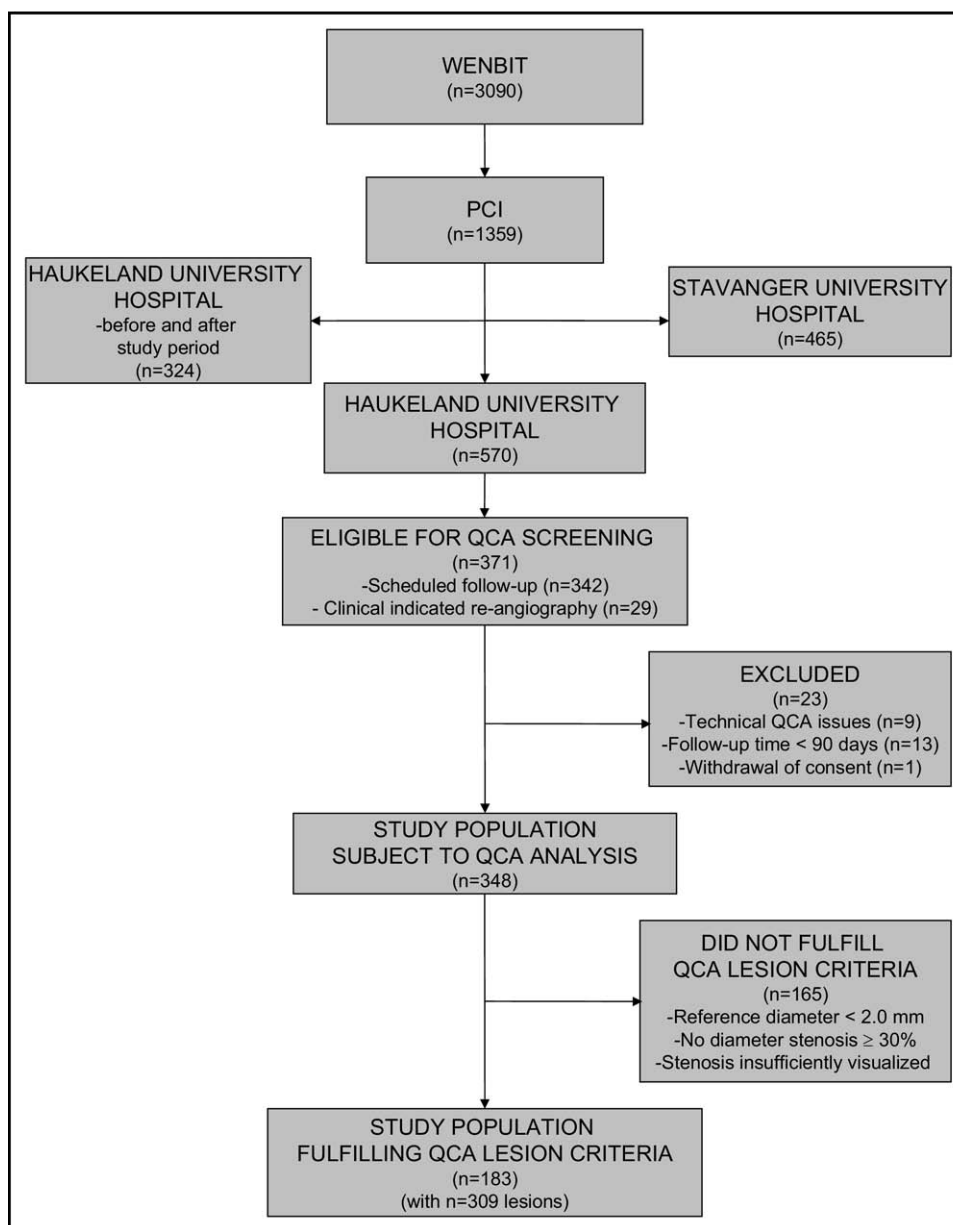 WENBIT
(n=3090)
PCI
(n=1359)
HAUKELAND UNIVERSITY
HOSPITAL
-before and after
study period
(n=324)
STAVANGER UNIVERSITY
HOSPITAL
(n=465)
HAUKELAND UNIVERSITY
HOSPITAL
(n=570)
ELIGIBLE FOR QCA SCREENING
(n=371)
-Scheduled follow-up (n=342)
- Clinical indicated re-angiography (n=29)
EXCLUDED
(n=23)
-Technical QCA issues (n=9)
-Follow-up time < 90 days (n=13)
-Withdrawal of consent (n=1)
STUDY POPULATION
SUBJECT TO QCA ANALYSIS
(n=348)
DID NOT FULFILL
QCA LESION CRITERIA
(n=165)
-Reference diameter < 2.0 mm
-No diameter stenosis ≥ 30%
-Stenosis insufficiently visualized
STUDY POPULATION
FULFILLING QCA LESION CRITERIA
(n=183)
(with n=309 lesions)